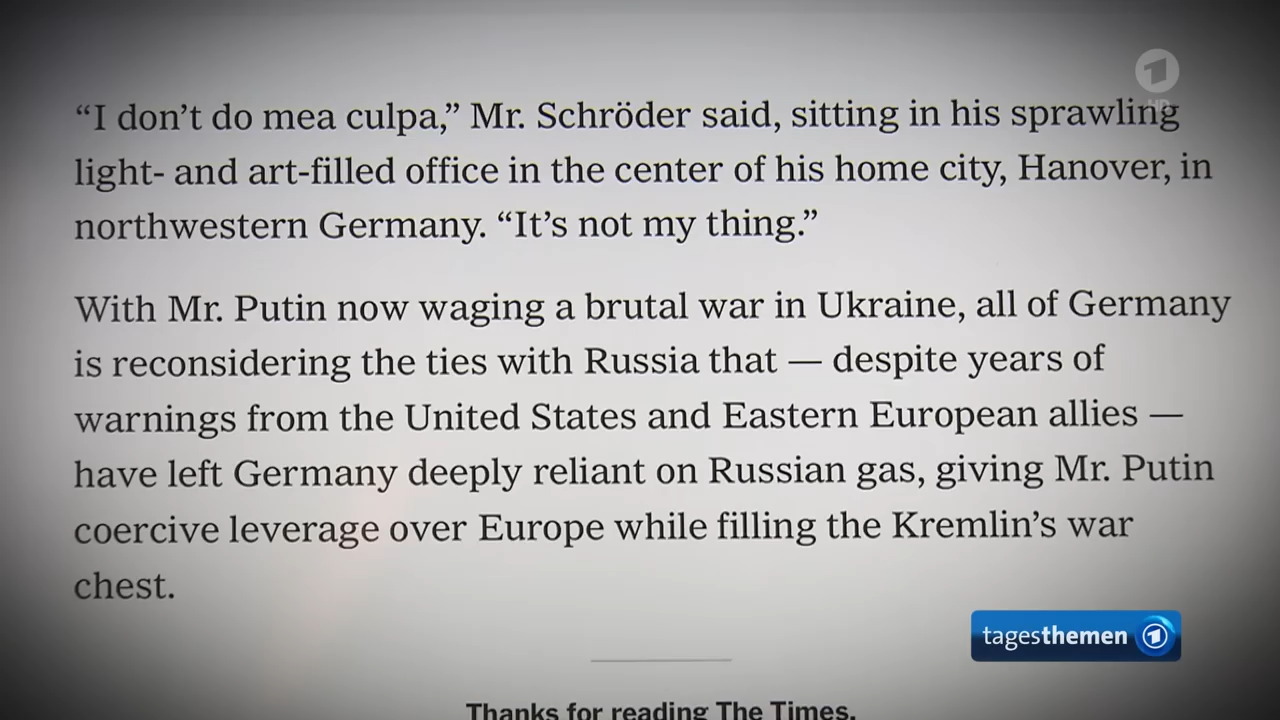 “I don’t do mea culpa,” Mr. Schröder said, sitting in his sprawling
light- and art-filled office in the center of his home city, Hanover, in
northwestern Germany. “It’s not my thing.”
With Mr. Putin now waging a brutal war in Ukraine, all of Germany
is reconsidering the ties with Russia that — despite years of
warnings from the United States and Eastern European allies —
have left Germany deeply reliant on Russian gas, giving Mr. Putin
coercive leverage over Europe while filling the Kremlin’s war
chest.
tagesthemen
Thanks for reading The Times.
HD